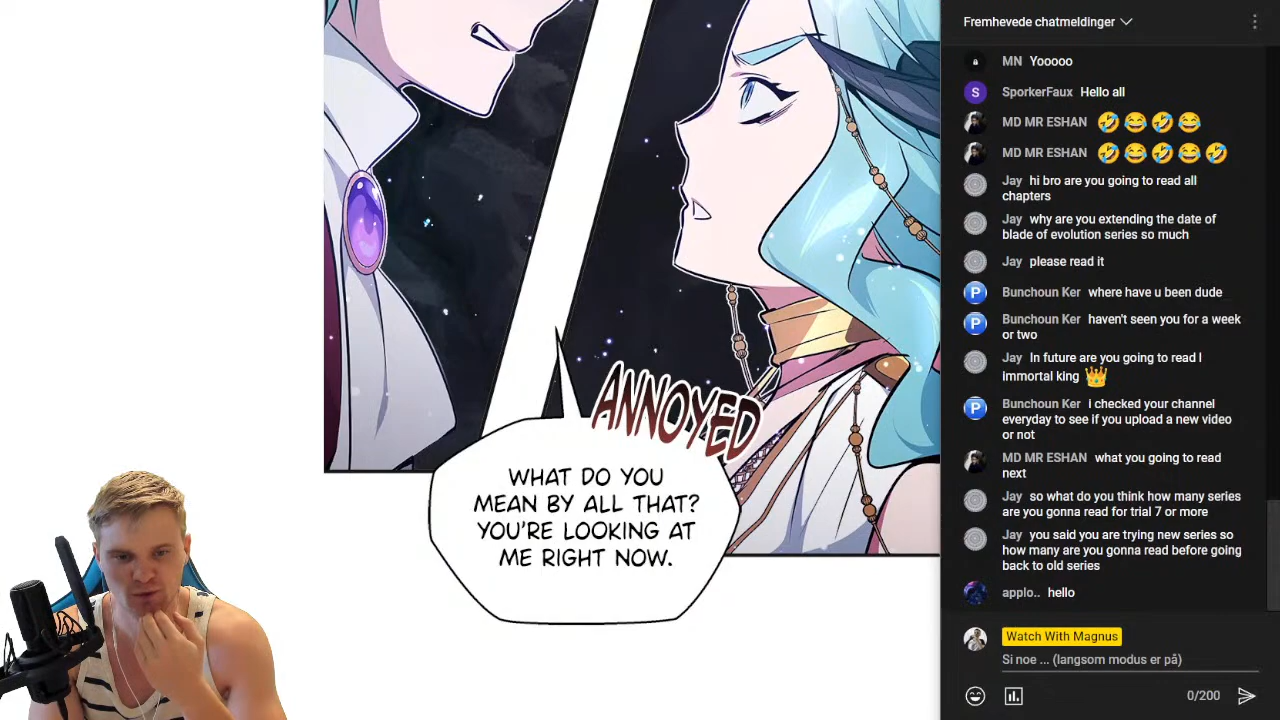 ANNOYED
WHAT DO YOU
MEAN BY ALL THAT?
YOU'RE LOOKING AT
ME RIGHT NOW.
Fremhevede chatmeldinger
a MN Yooooo
S SporkerFaux Hello all
MD MR ESHAN 🤣😂🤣😂
MD MR ESHAN 🤣😂🤣😂🤣
Jay hi bro are you going to read all
chapters
Jay why are you extending the date of
blade of evolution series so much
Jay please read it
P Bunchoun Ker where have u been dude
P Bunchoun Ker haven't seen you for a week
or two
Jay In future are you going to read I
immortal king 👑
P Bunchoun Ker i checked your channel
everyday to see if you upload a new video
or not
MD MR ESHAN what you going to read
next
Jay so what do you think how many series
are you gonna read for trial 7 or more
Jay you said you are trying new series so
how many are you gonna read before going
back to old series
applo.. hello
Watch With Magnus
Si noe ... (langsom modus er på)
0/200